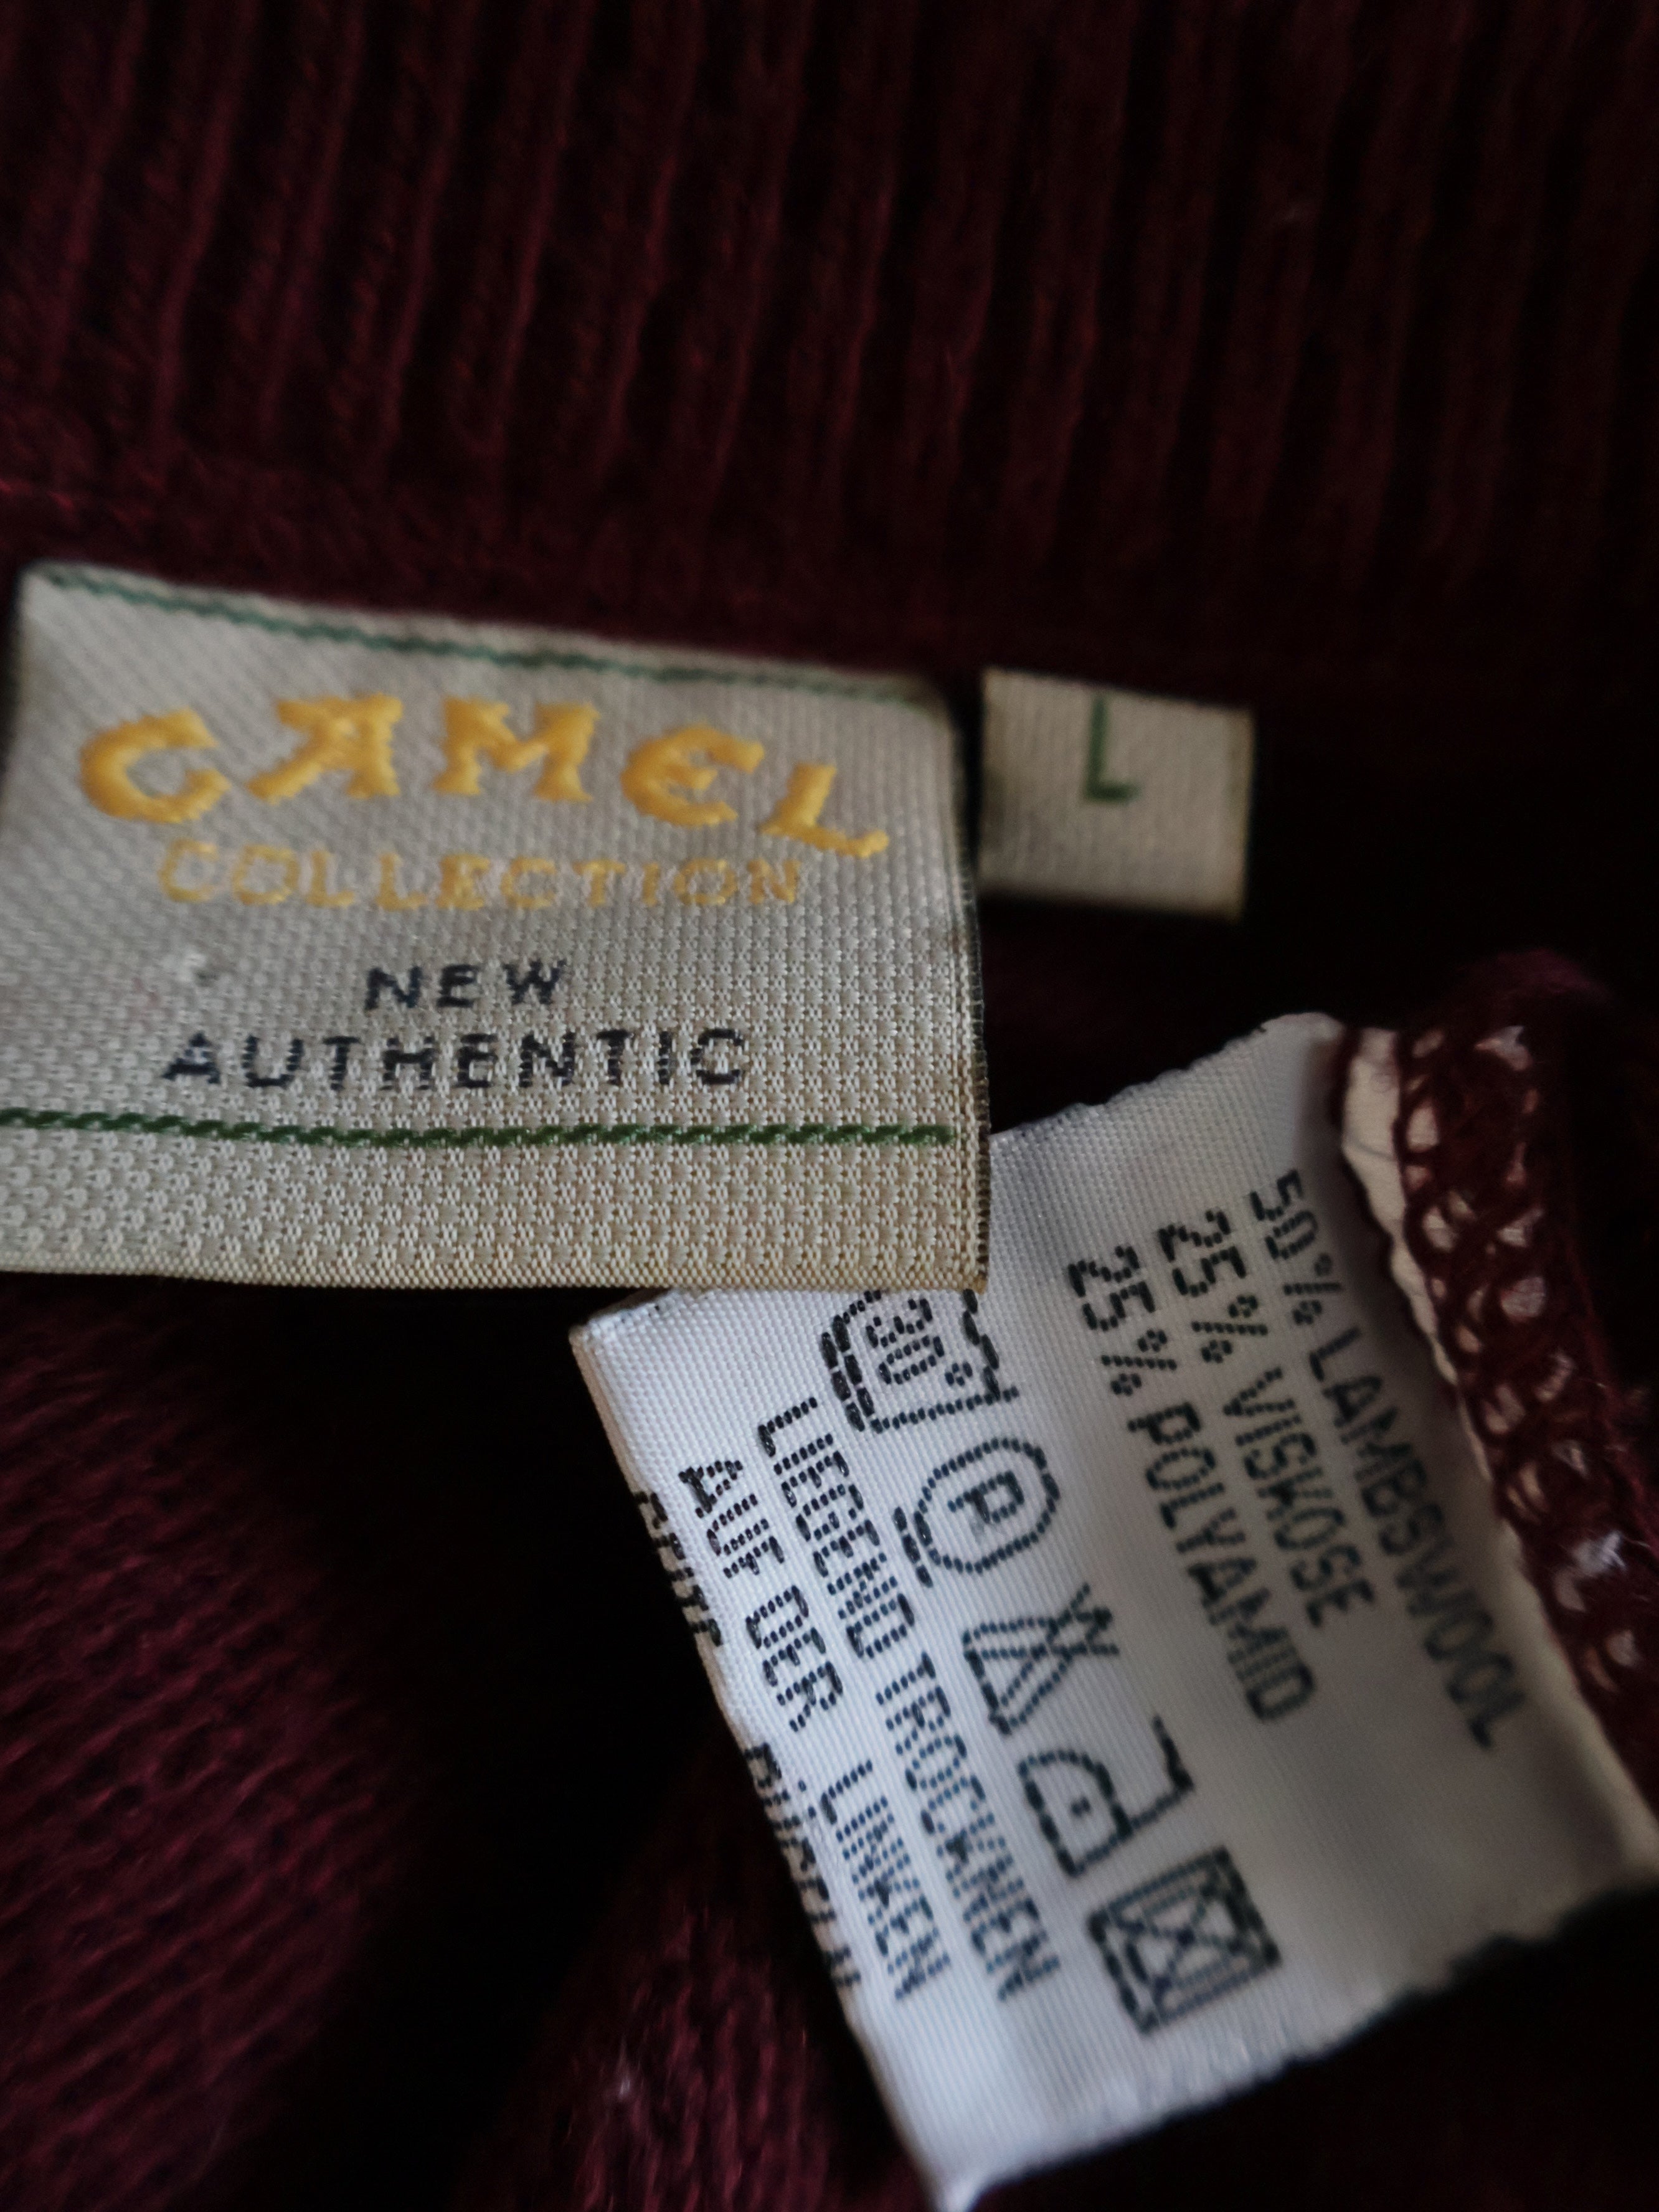 CAMEL
COLLECTION
NEW
AUTHENTIC
L
50% LAMBSWOOL
25% VISKOSE
25% POLYAMID
30°
P
LIEGEND TROCKNEN
AUF DER LINKEN